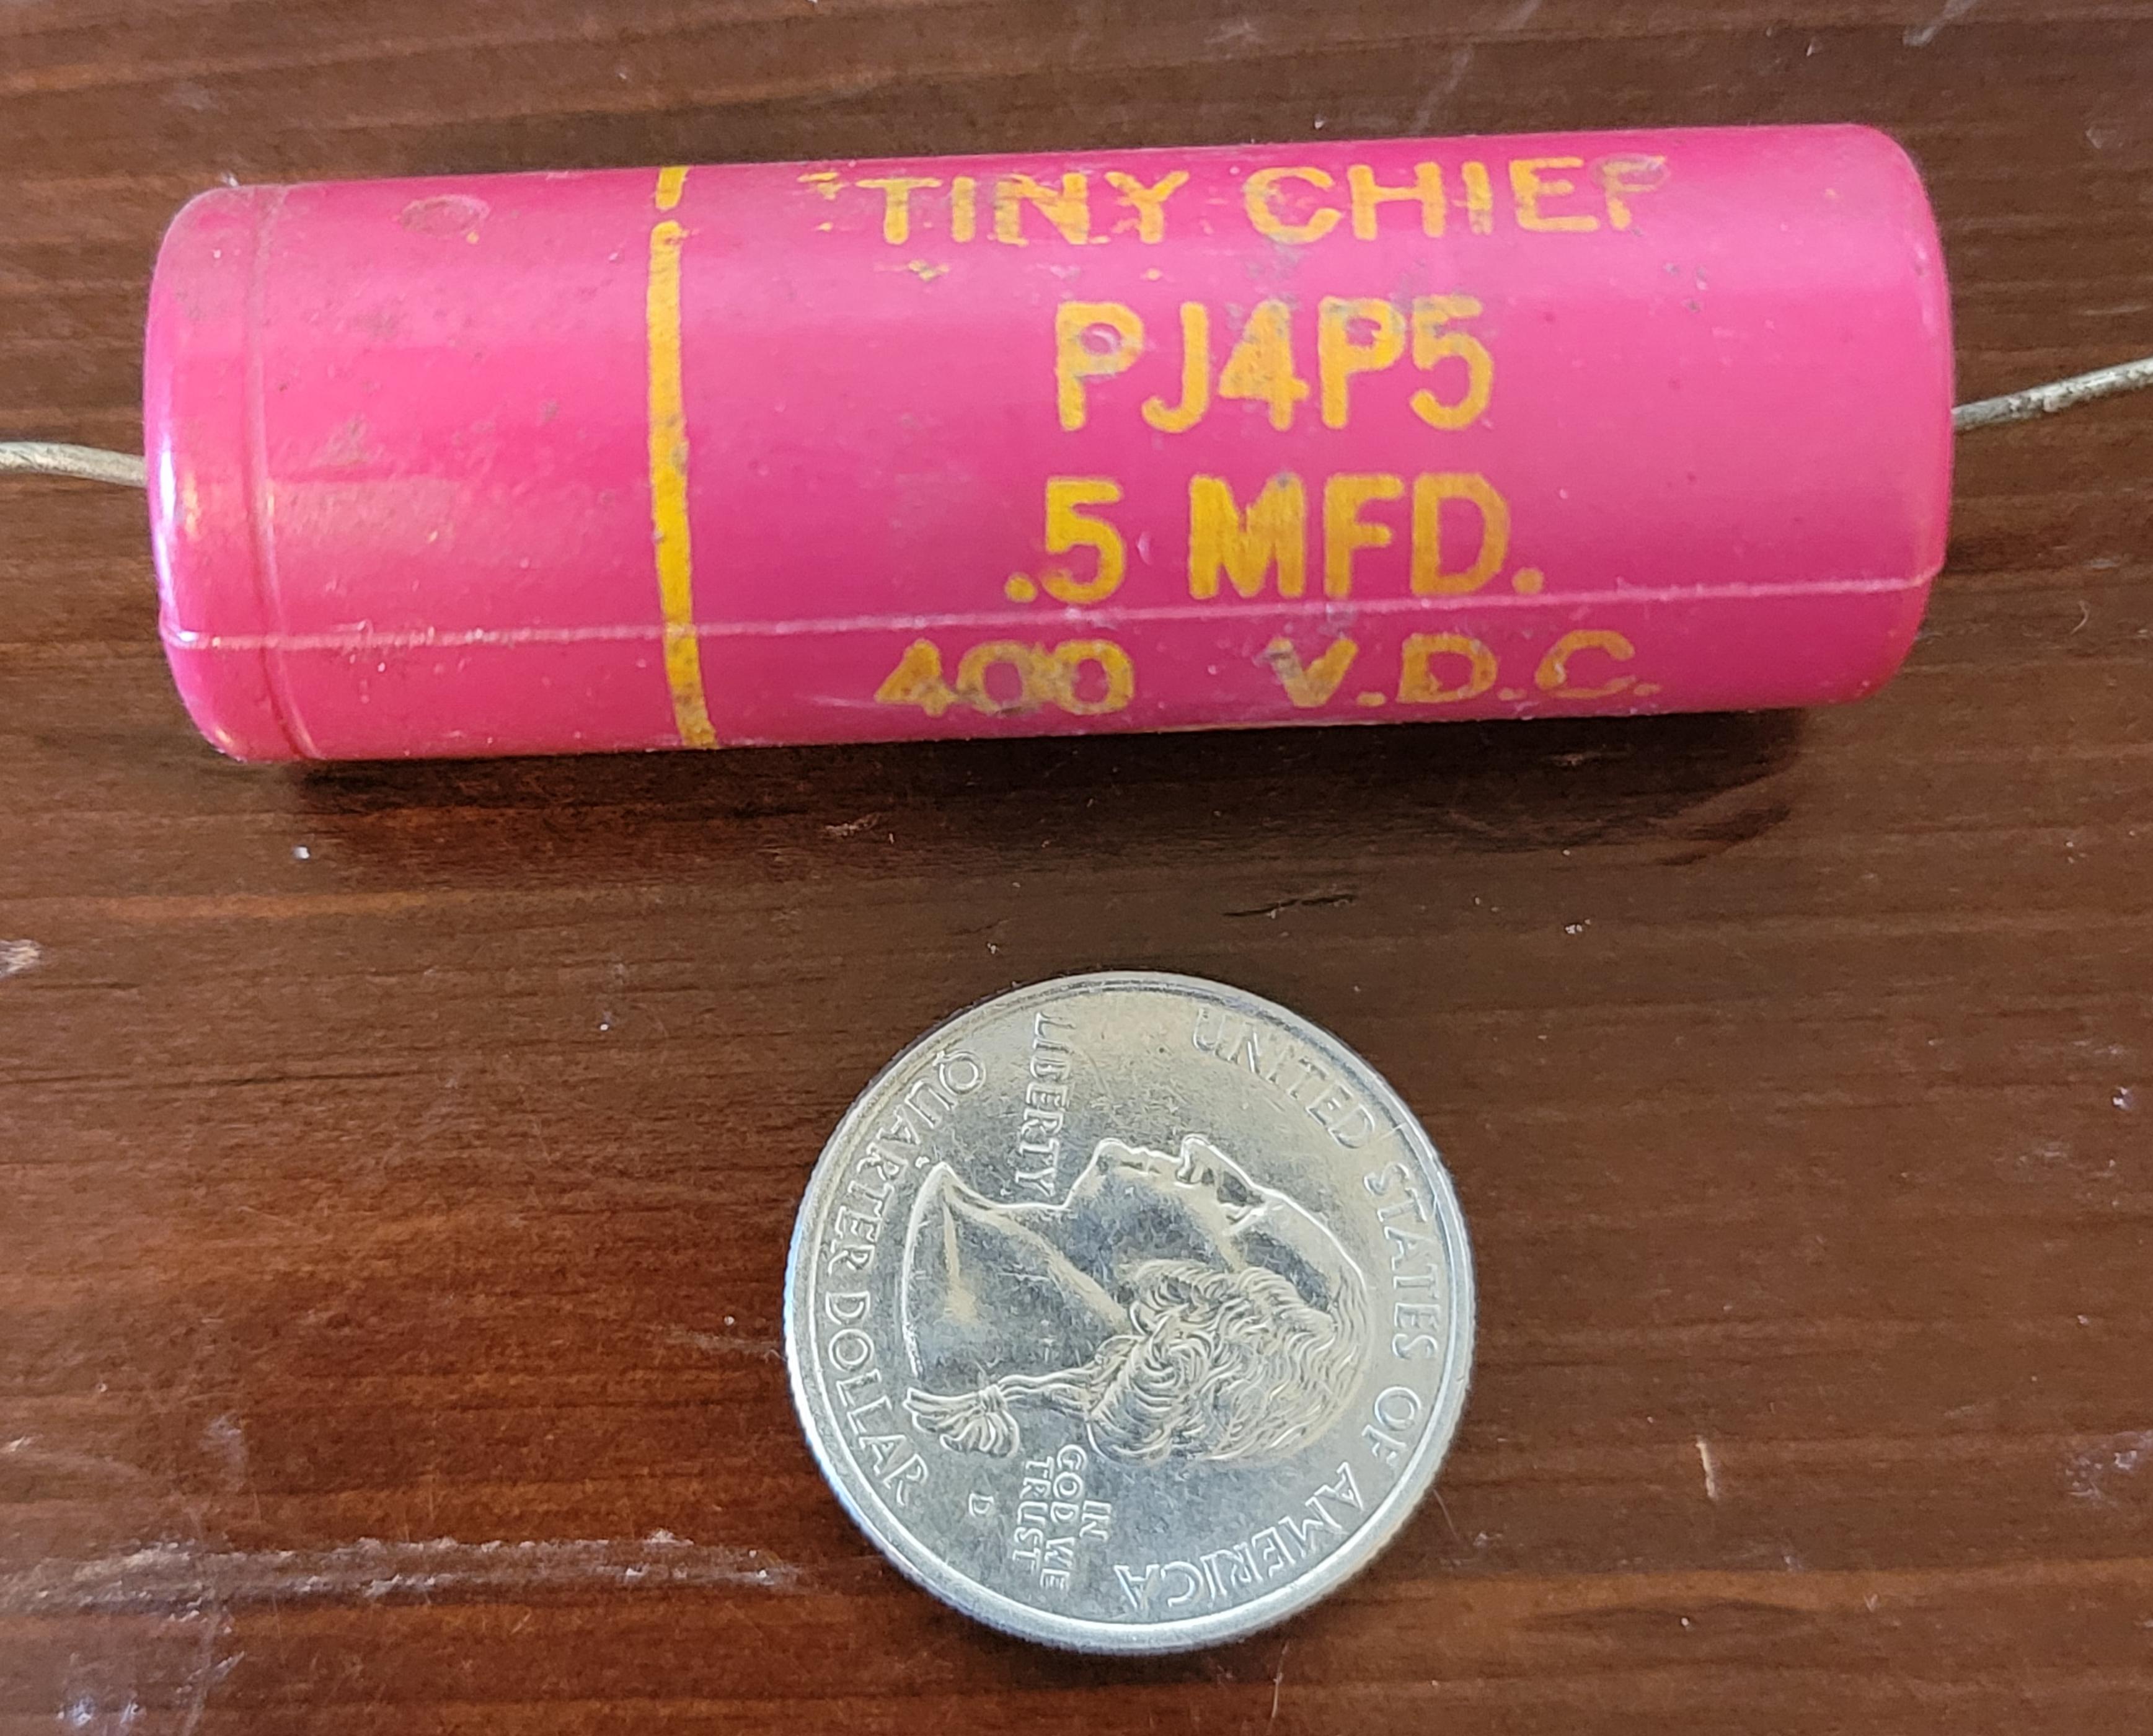 TINY CHIEF
PJ4P5
.5 MFD.
400 V.D.C.
UNITED STATES OF AMERICA
LIBERTY
IN
GOD WE
TRUST
D
QUARTER DOLLAR